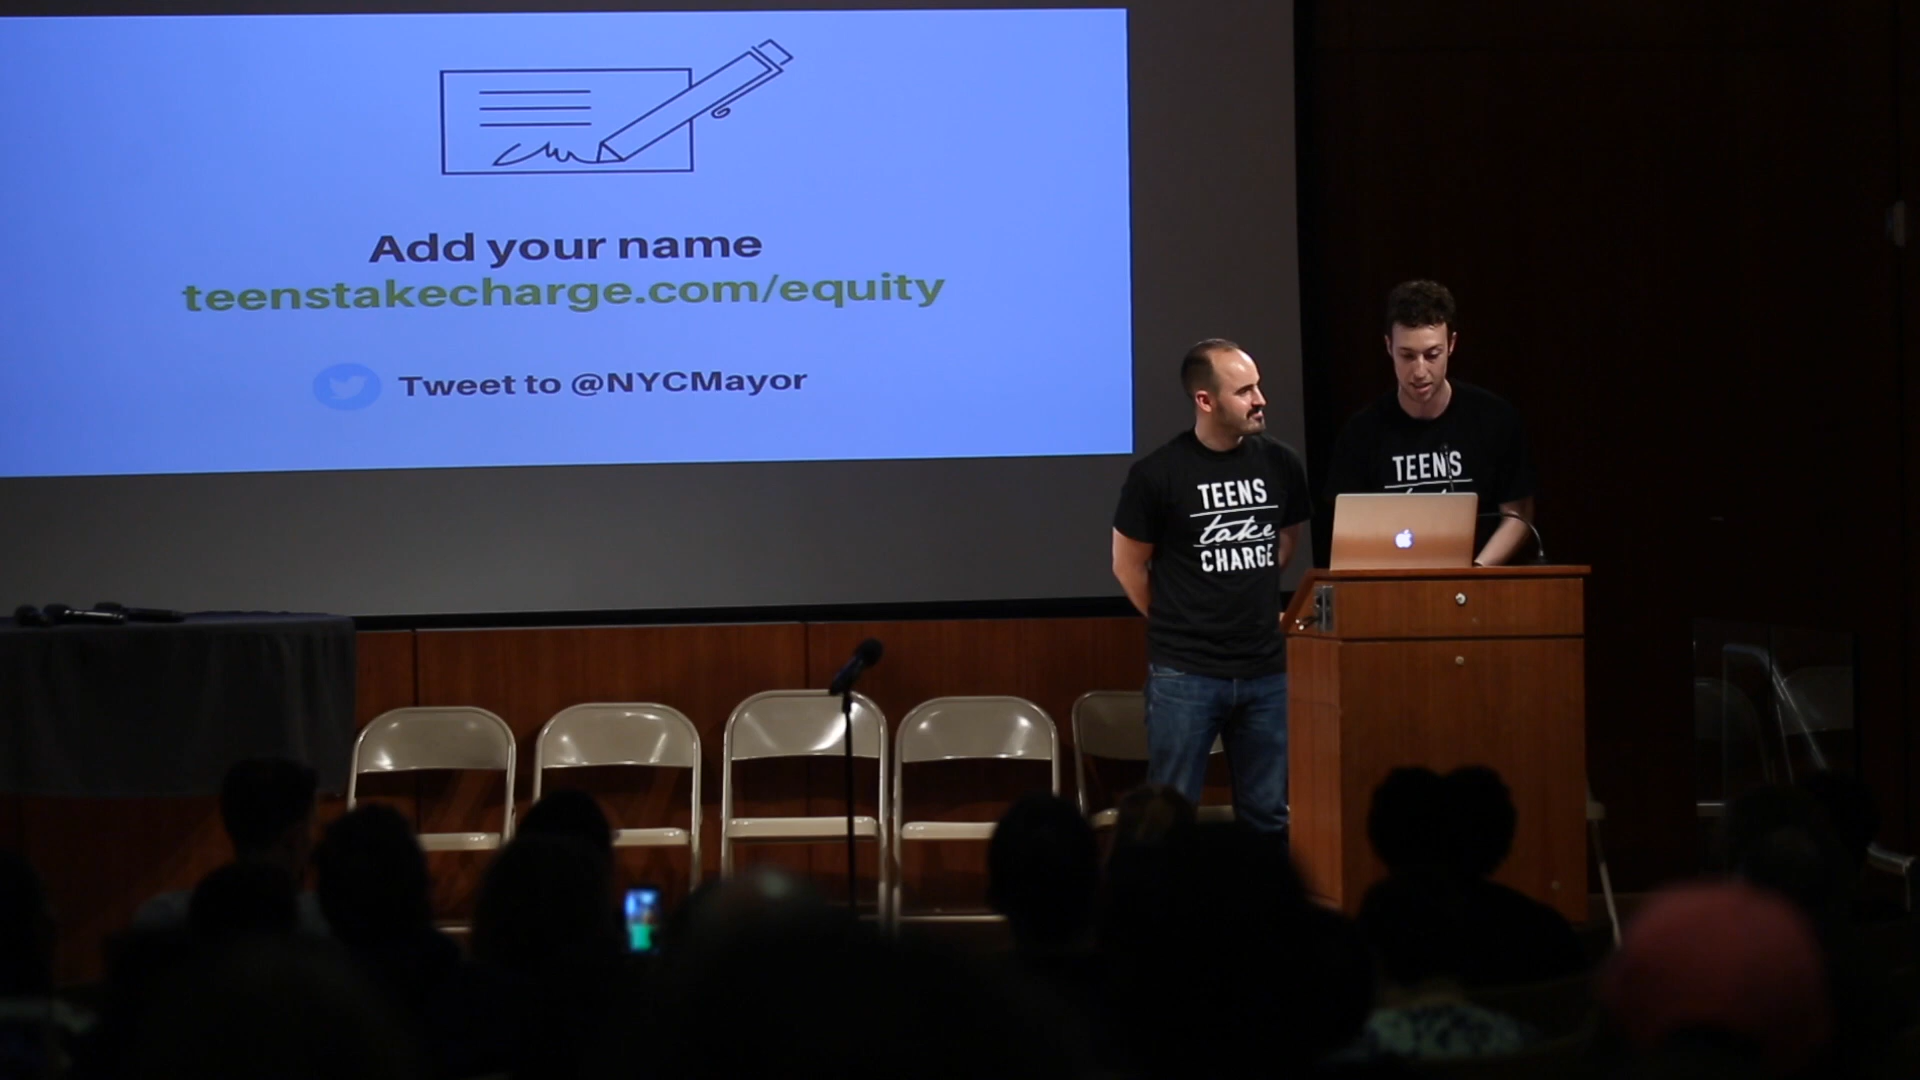 Add your name
teenstakecharge.com/equity
Tweet to @NYCMayor
TEENS
take
CHARGE
TEENS